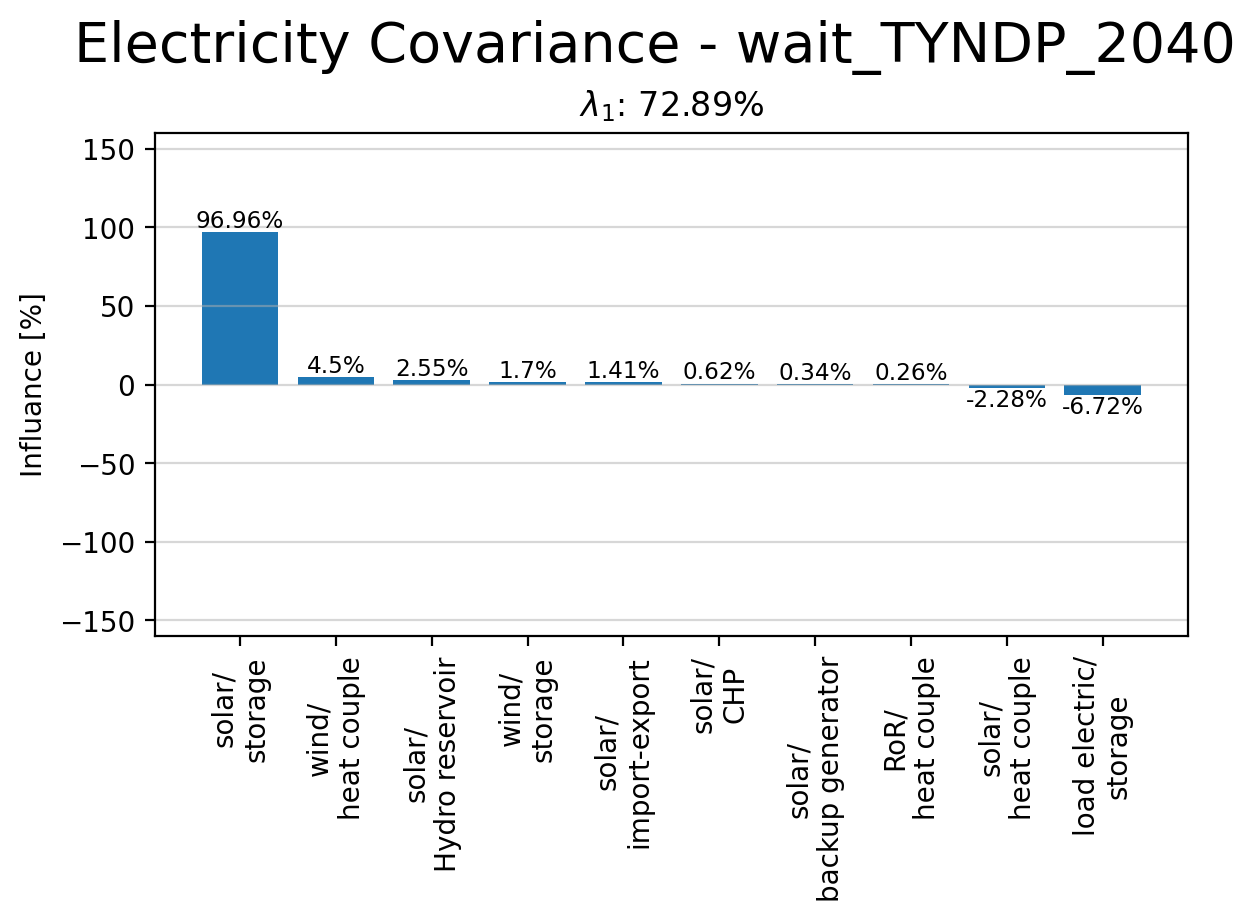 Electricity Covariance - wait_TYNDP_2040
λ₁: 72.89%
Influance [%]
150
100
50
0
−50
−100
−150
96.96%
4.5%
2.55%
1.7%
1.41%
0.62%
0.34%
0.26%
-2.28%
-6.72%
solar/
storage
wind/
heat couple
solar/
Hydro reservoir
wind/
storage
solar/
import-export
solar/
CHP
solar/
backup generator
RoR/
heat couple
solar/
heat couple
load electric/
storage